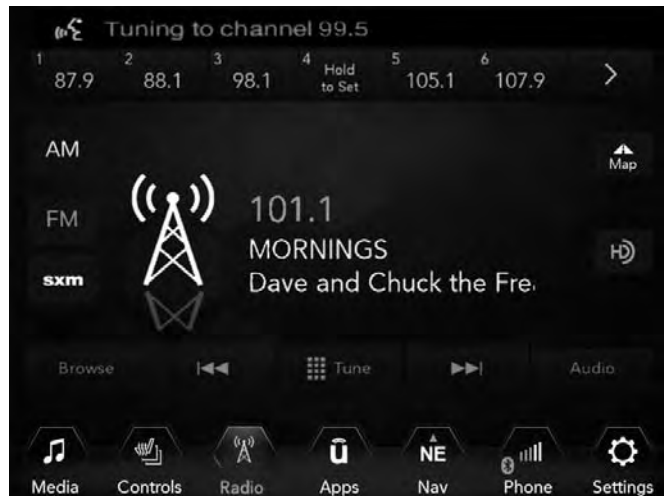 Tuning to channel 99.5
1 87.9 2 88.1 3 98.1 4 Hold to Set 5 105.1 6 107.9
AM
Map
FM
101.1
MORNINGS
HD
sxm
Dave and Chuck the Fre
Browse Tune Audio
Media Controls Radio û Apps NE Nav Phone Settings